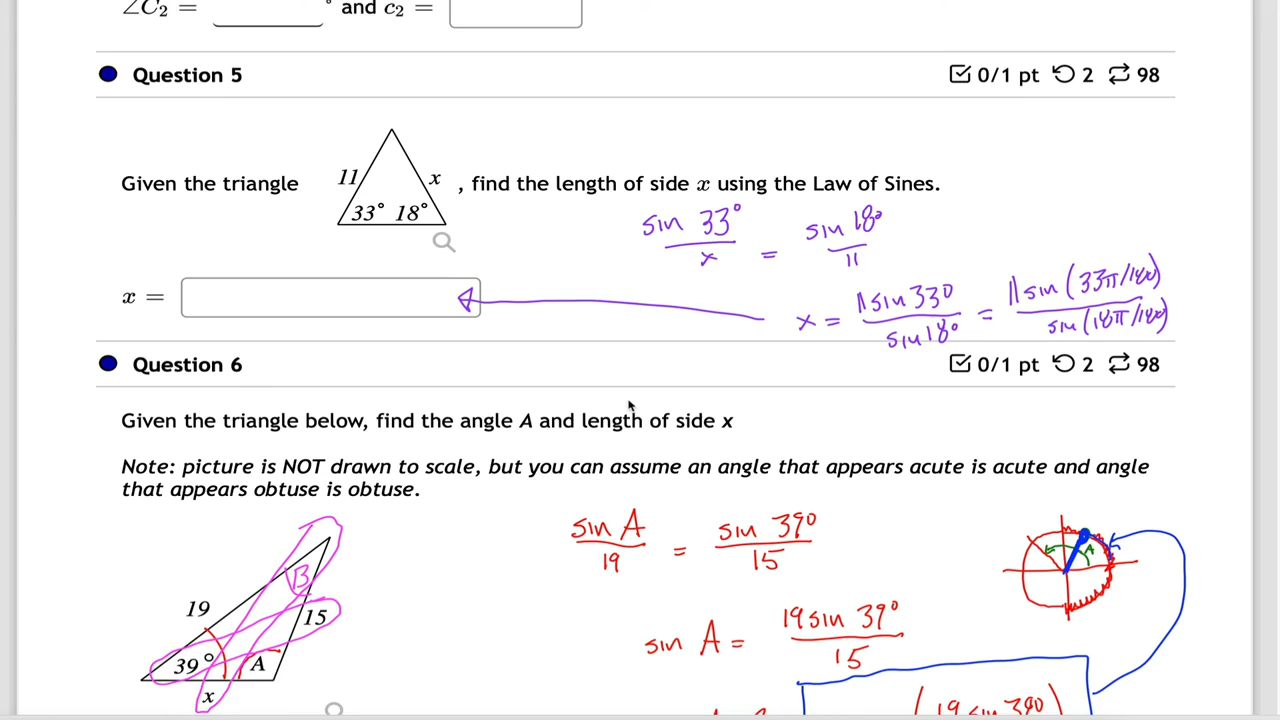 ∠C₂ = ° and c₂ =
Question 5
0/1 pt 2 98
Given the triangle
11
x
33° 18°
, find the length of side x using the Law of Sines.
sin 33° / x = sin 18° / 11
x =
x = 11 sin 33° / sin 18° = 11 sin (33π/180) / sin (18π/180)
Question 6
0/1 pt 2 98
Given the triangle below, find the angle A and length of side x
Note: picture is NOT drawn to scale, but you can assume an angle that appears acute is acute and angle
that appears obtuse is obtuse.
sin A / 19 = sin 39° / 15
A
B
19
15
39°
A
x
sin A = 19 sin 39° / 15
(19 sin 390)